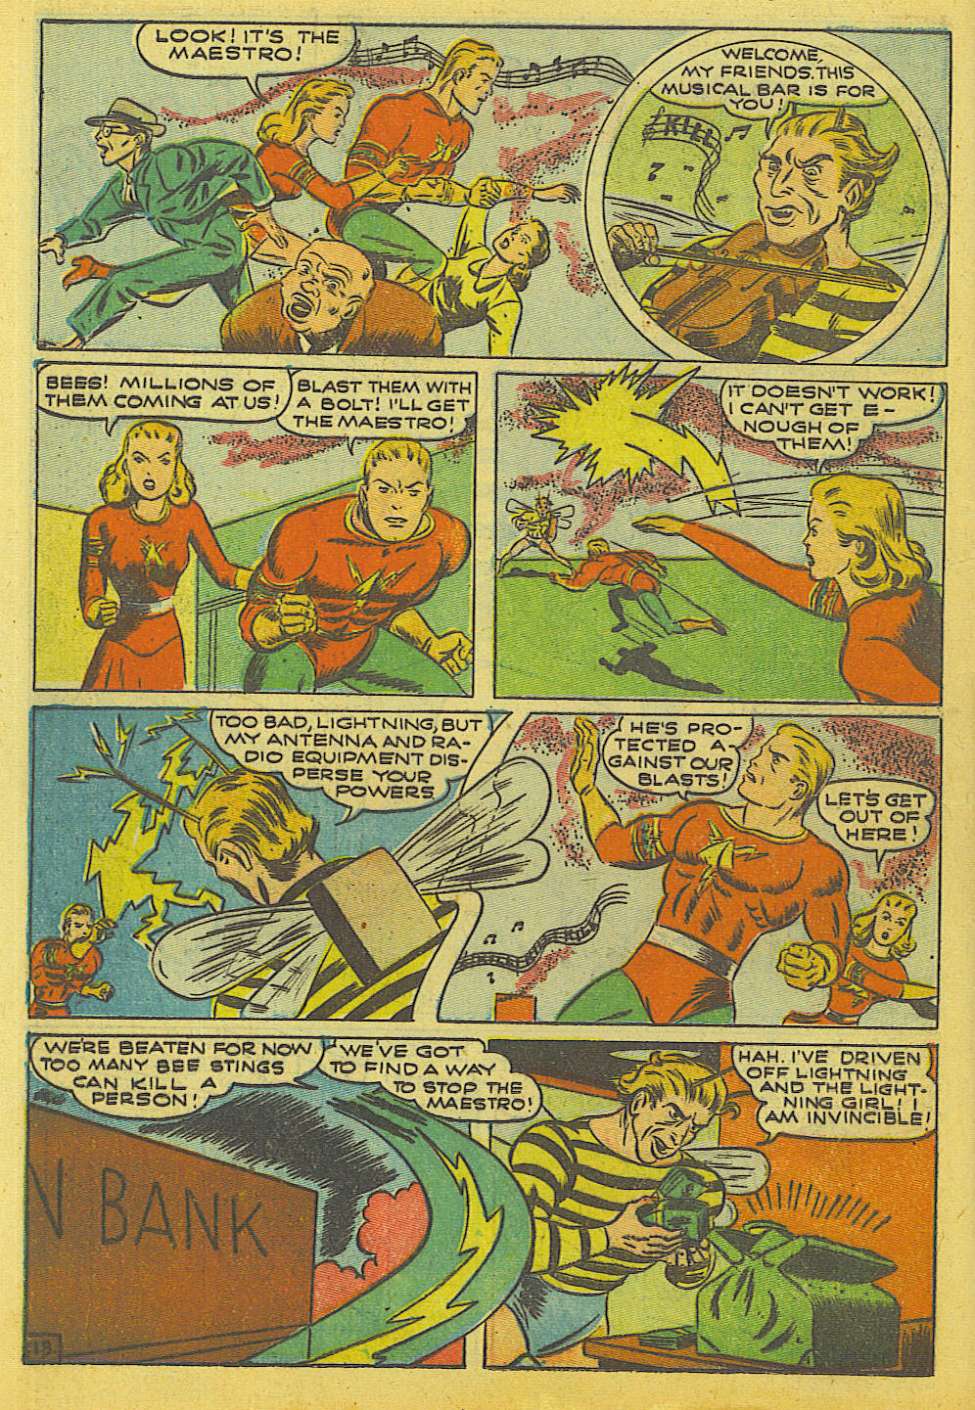 LOOK! IT'S THE
MAESTRO!
WELCOME,
MY FRIENDS. THIS
MUSICAL BAR IS FOR
YOU!
KILL
BEES! MILLIONS OF
THEM COMING AT US!
BLAST THEM WITH
A BOLT! I'LL GET
THE MAESTRO!
IT DOESN'T WORK!
I CAN'T GET E-
NOUGH OF
THEM!
TOO BAD, LIGHTNING, BUT
MY ANTENNA AND RA-
DIO EQUIPMENT DIS-
PERSE YOUR
POWERS
HE'S PRO-
TECTED A-
GAINST OUR
BLASTS!
LET'S GET
OUT OF
HERE!
WE'RE BEATEN FOR NOW
TOO MANY BEE STINGS
CAN KILL A
PERSON!
WE'VE GOT
TO FIND A WAY
TO STOP THE
MAESTRO!
N BANK
HAH. I'VE DRIVEN
OFF LIGHTNING
AND THE LIGHT-
NING GIRL! I
AM INVINCIBLE!